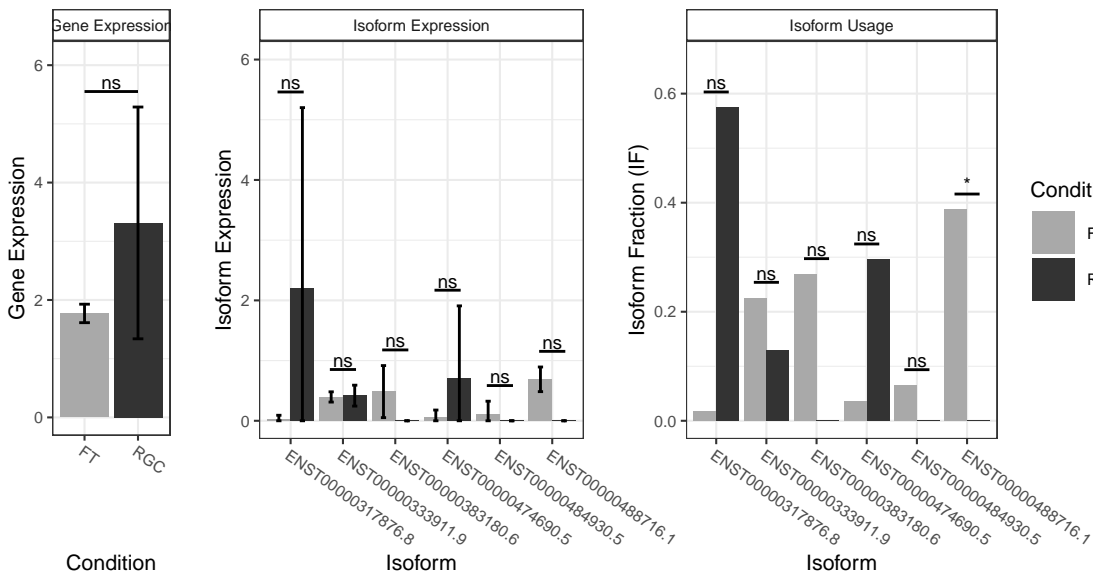 Gene Expression
Isoform Expression
Isoform Usage
Gene Expression
6
4
2
0
ns
FT
RGC
Condition
Isoform Expression
6
4
2
0
ns
ns
ns
ns
ns
ns
ENST00000317876.8
ENST00000333911.9
ENST00000383180.6
ENST00000474690.5
ENST00000484930.5
ENST00000488716.1
Isoform
Isoform Fraction (IF)
0.6
0.4
0.2
0.0
ns
ns
ns
ns
ns
*
ENST00000317876.8
ENST00000333911.9
ENST00000383180.6
ENST00000474690.5
ENST00000484930.5
ENST00000488716.1
Isoform
Conditi